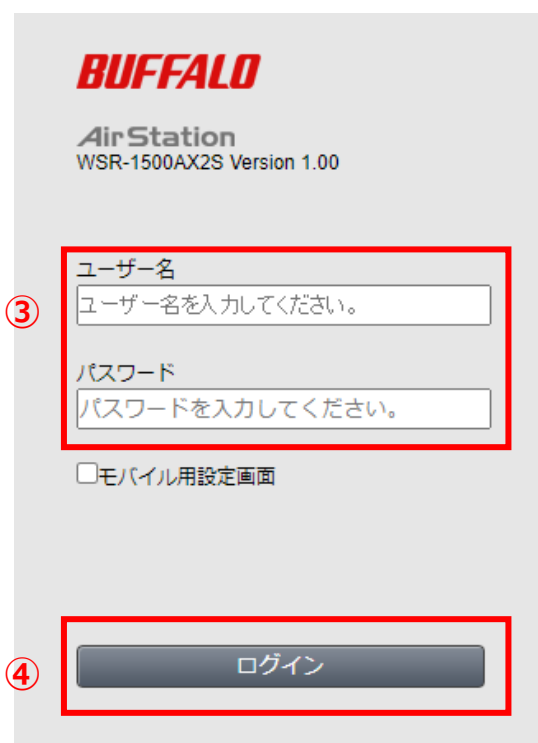 BUFFALO
AirStation
WSR-1500AX2S Version 1.00
ユーザー名
③
ユーザー名を入力してください。
パスワード
パスワードを入力してください。
モバイル用設定画面
④
ログイン